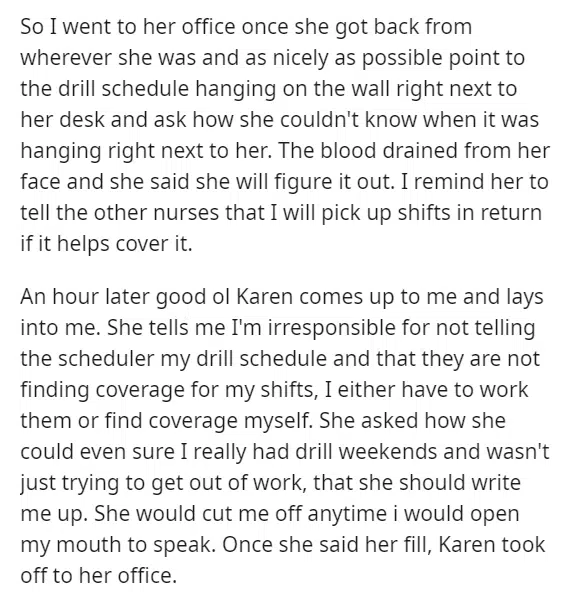 So I went to her office once she got back from
wherever she was and as nicely as possible point to
the drill schedule hanging on the wall right next to
her desk and ask how she couldn't know when it was
hanging right next to her. The blood drained from her
face and she said she will figure it out. I remind her to
tell the other nurses that I will pick up shifts in return
if it helps cover it.
An hour later good ol Karen comes up to me and lays
into me. She tells me I'm irresponsible for not telling
the scheduler my drill schedule and that they are not
finding coverage for my shifts, I either have to work
them or find coverage myself. She asked how she
could even sure I really had drill weekends and wasn't
just trying to get out of work, that she should write
me up. She would cut me off anytime i would open
my mouth to speak. Once she said her fill, Karen took
off to her office.